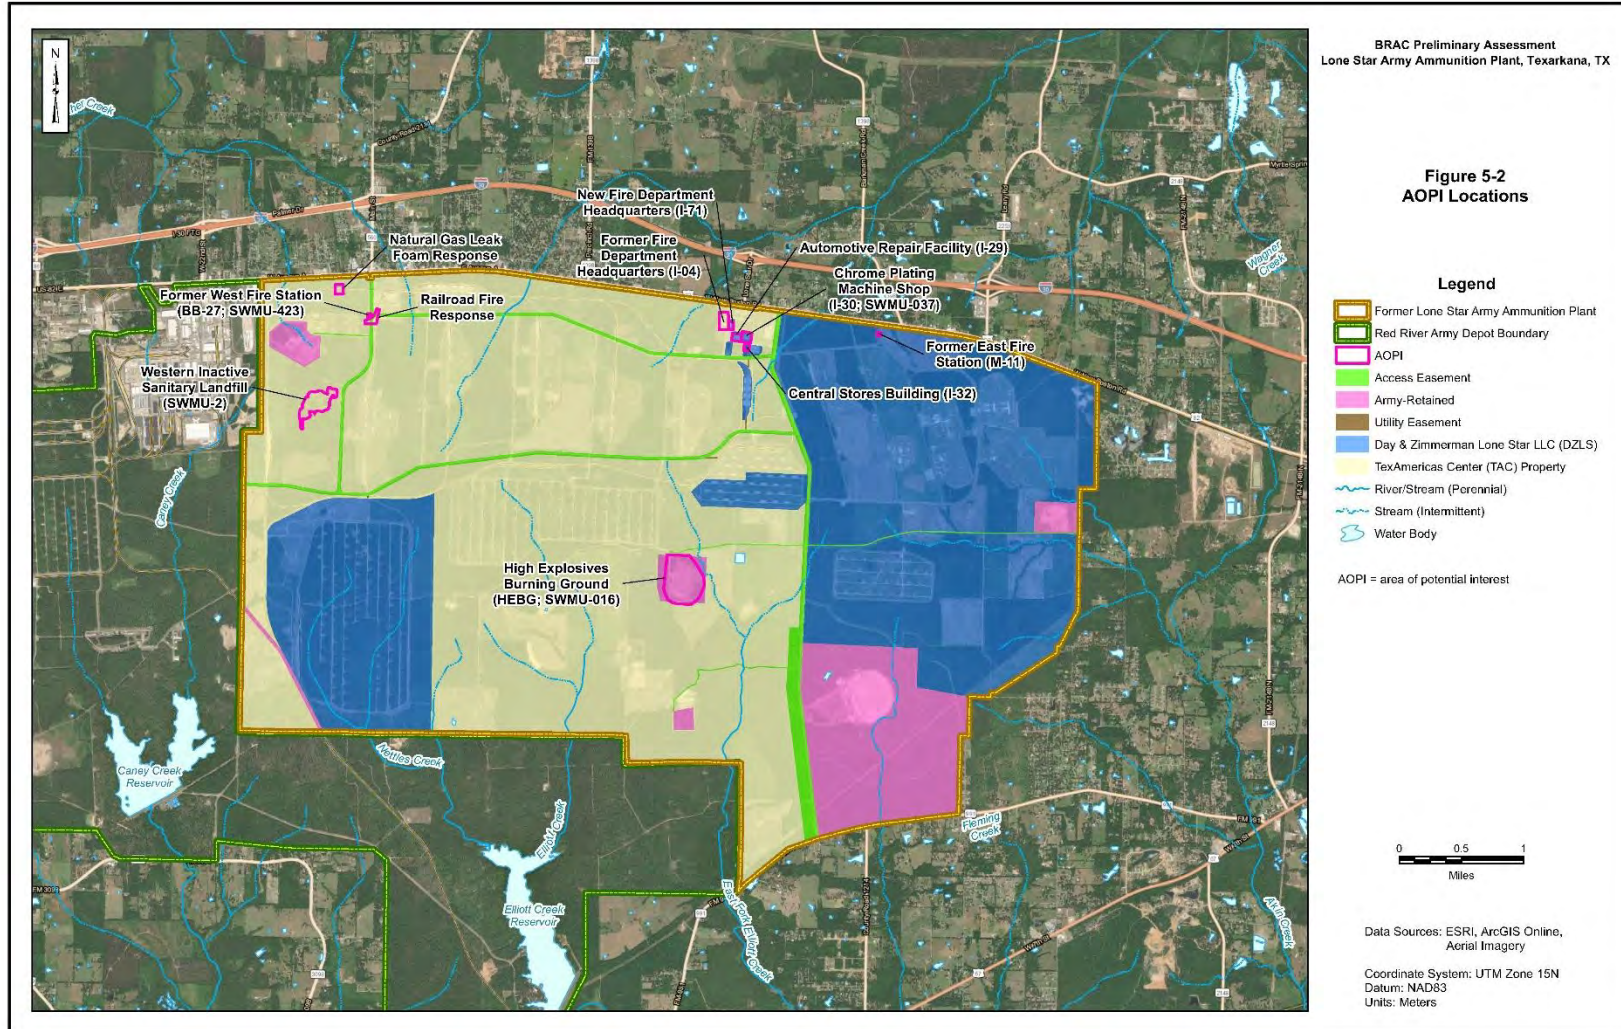 BRAC Preliminary Assessment
Lone Star Army Ammunition Plant, Texarkana, TX
Figure 5-2
AOPI Locations
Legend
Former Lone Star Army Ammunition Plant
Red River Army Depot Boundary
AOPI
Access Easement
Army-Retained
Utility Easement
Day & Zimmerman Lone Star LLC (DZLS)
TexAmericas Center (TAC) Property
River/Stream (Perennial)
Stream (Intermittent)
Water Body
AOPI = area of potential interest
0 0.5 1
Miles
Data Sources: ESRI, ArcGIS Online,
Aerial Imagery
Coordinate System: UTM Zone 15N
Datum: NAD83
Units: Meters
N
New Fire Department
Headquarters (I-71)
Natural Gas Leak
Foam Response
Former Fire
Department
Headquarters (I-04)
Automotive Repair Facility (I-29)
Chrome Plating
Machine Shop
(I-30; SWMU-037)
Former West Fire Station
(BB-27; SWMU-423)
Railroad Fire
Response
Former East Fire
Station (M-11)
Western Inactive
Sanitary Landfill
(SWMU-2)
Central Stores Building (I-32)
High Explosives
Burning Ground
(HEBG; SWMU-016)
Wagner
Creek
Caney Creek
Caney Creek
Reservoir
Nettles Creek
Elliott Creek
Elliott Creek
Reservoir
East Fork Elliott Creek
Fleming
Creek
Akin Creek